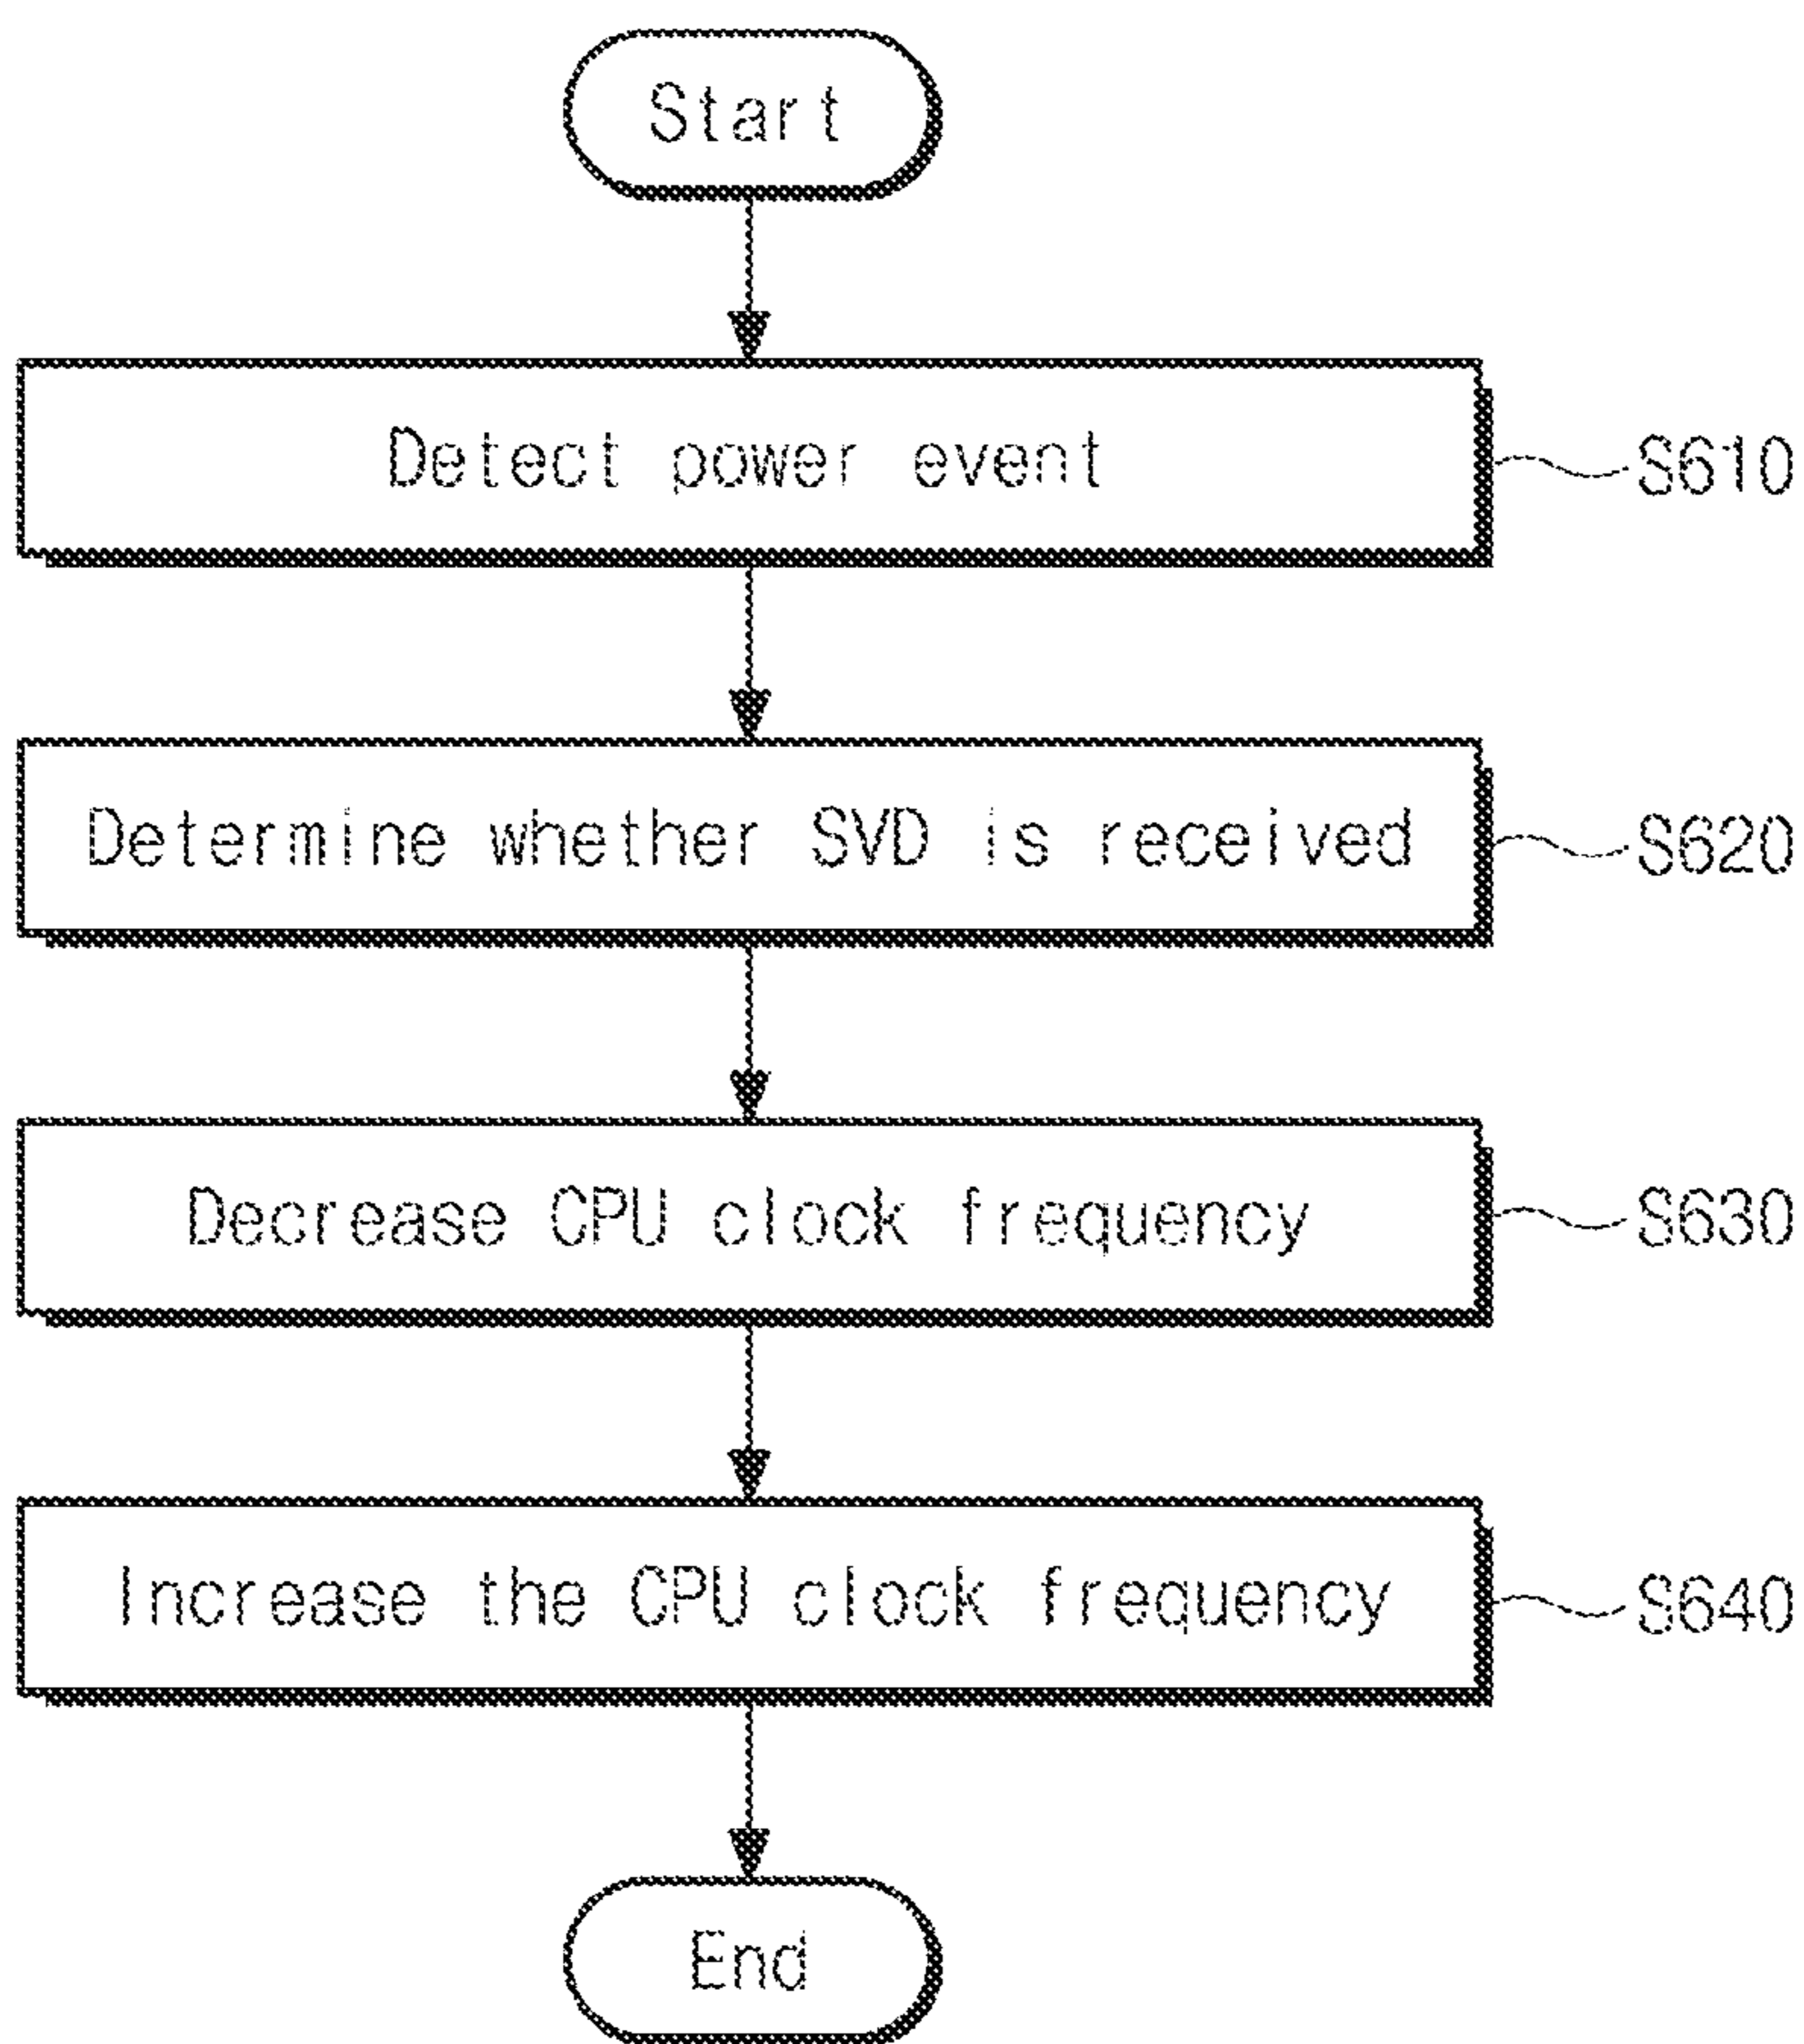 Start
Detect power event
S610
Determine whether SVD is received
S620
Decrease CPU clock frequency
S630
Increase the CPU clock frequency
S640
End